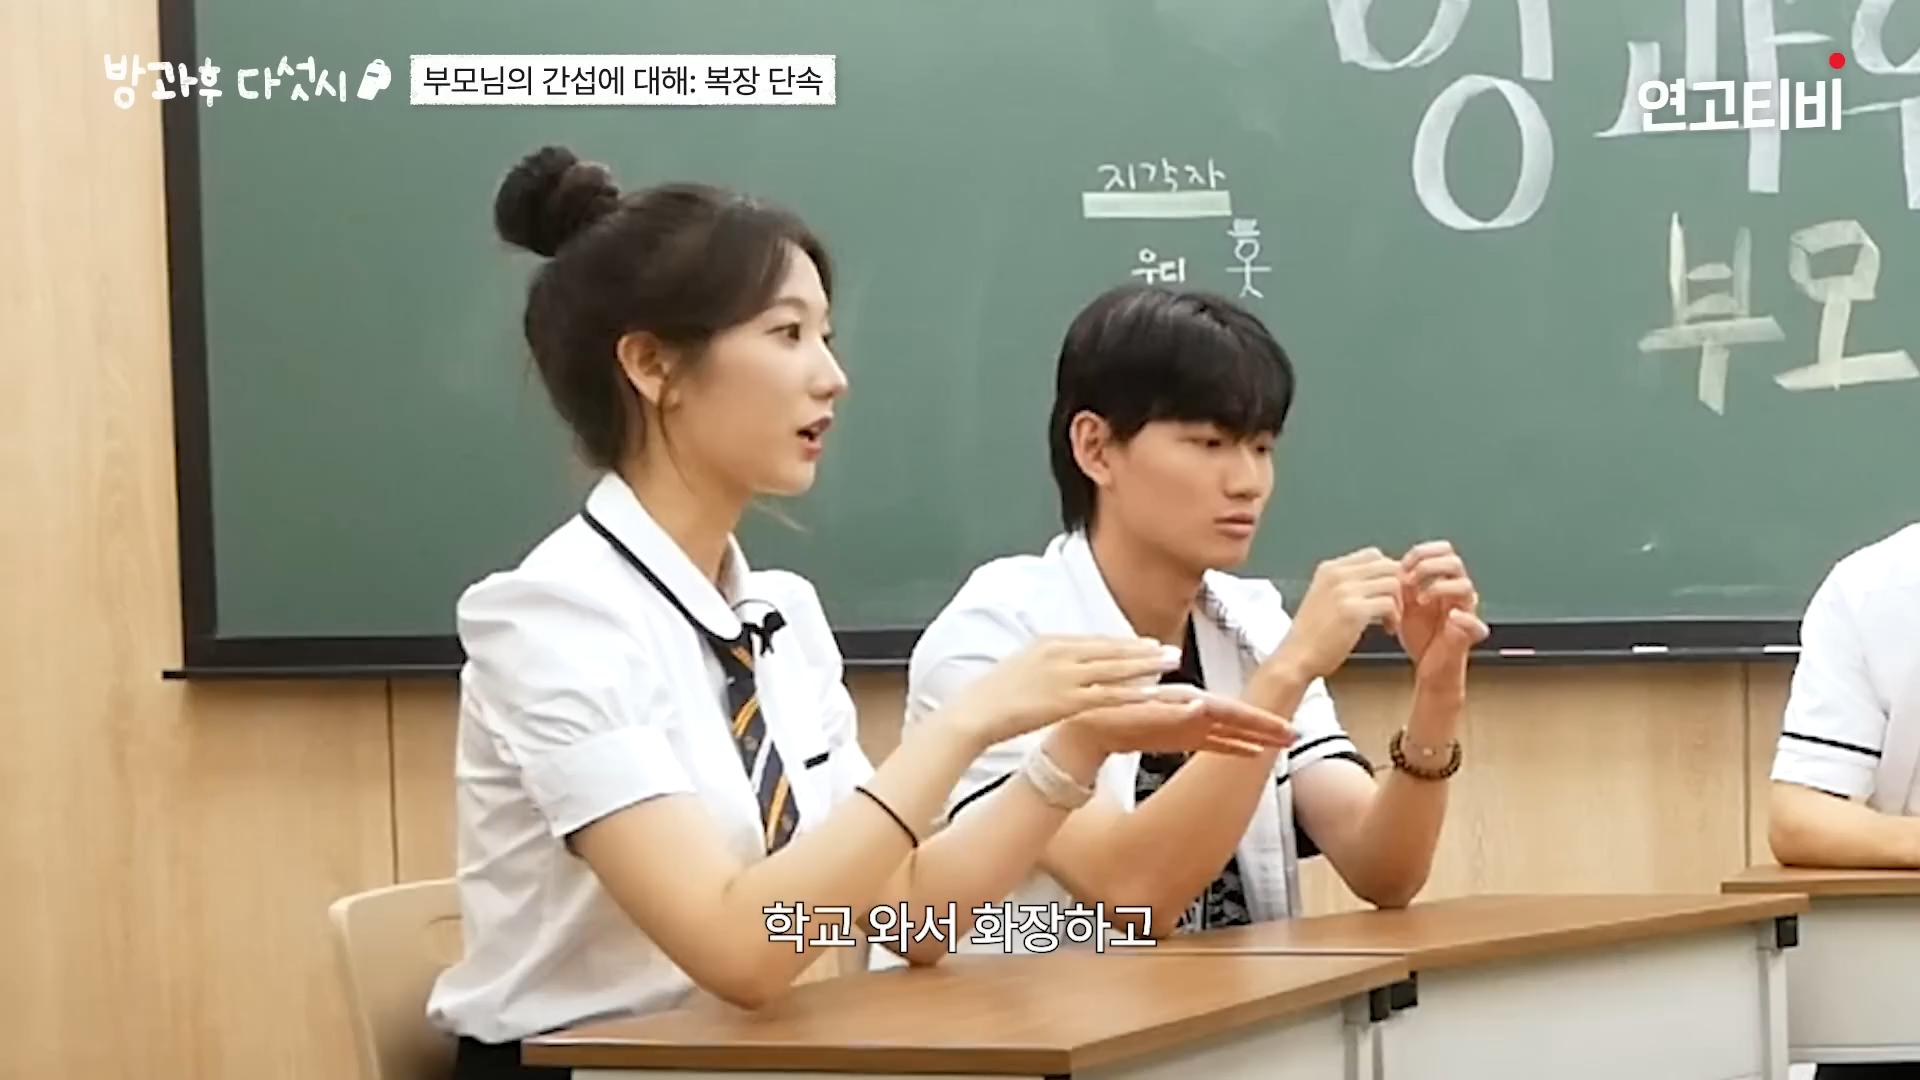 방과후 다섯시
부모님의 간섭에 대해: 복장 단속
연고티비
지각자
우디
부모
학교 와서 화장하고